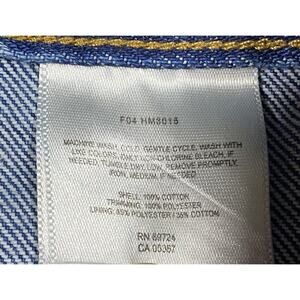 F04 HM3015
MACHINE WASH, COLD, GENTLE CYCLE, WASH WITH
LIKE COLORS, ONLY NON-CHLORINE BLEACH, IF
NEEDED, TUMBLE DRY, LOW, REMOVE PROMPTLY,
IRON, MEDIUM, IF NEEDED
SHELL: 100% COTTON
TRIMMING: 100% POLYESTER
LINING: 65% POLYESTER / 35% COTTON
RN 69724
CA 05367